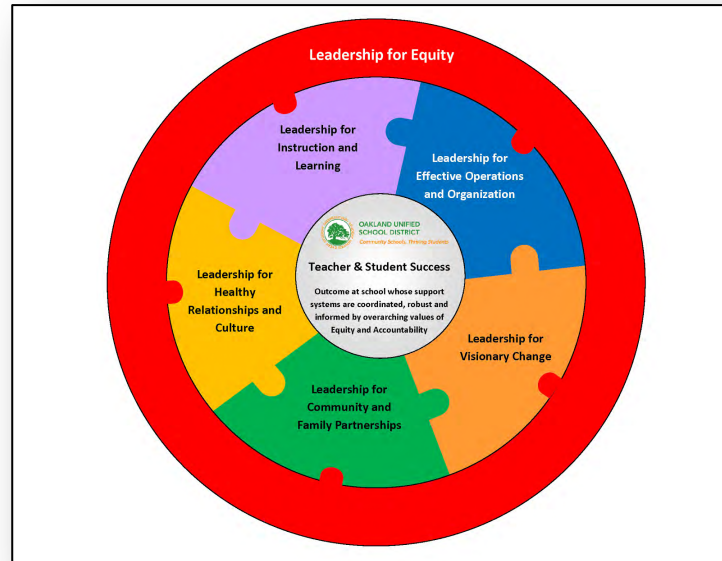 Leadership for Equity
Leadership for
Instruction and
Learning
Leadership for
Effective Operations
and Organization
OAKLAND UNIFIED
SCHOOL DISTRICT
Community Schools, Thriving Students
Teacher & Student Success
Outcome at school whose support
systems are coordinated, robust and
informed by overarching values of
Equity and Accountability
Leadership for
Healthy
Relationships and
Culture
Leadership for
Visionary Change
Leadership for
Community and
Family Partnerships